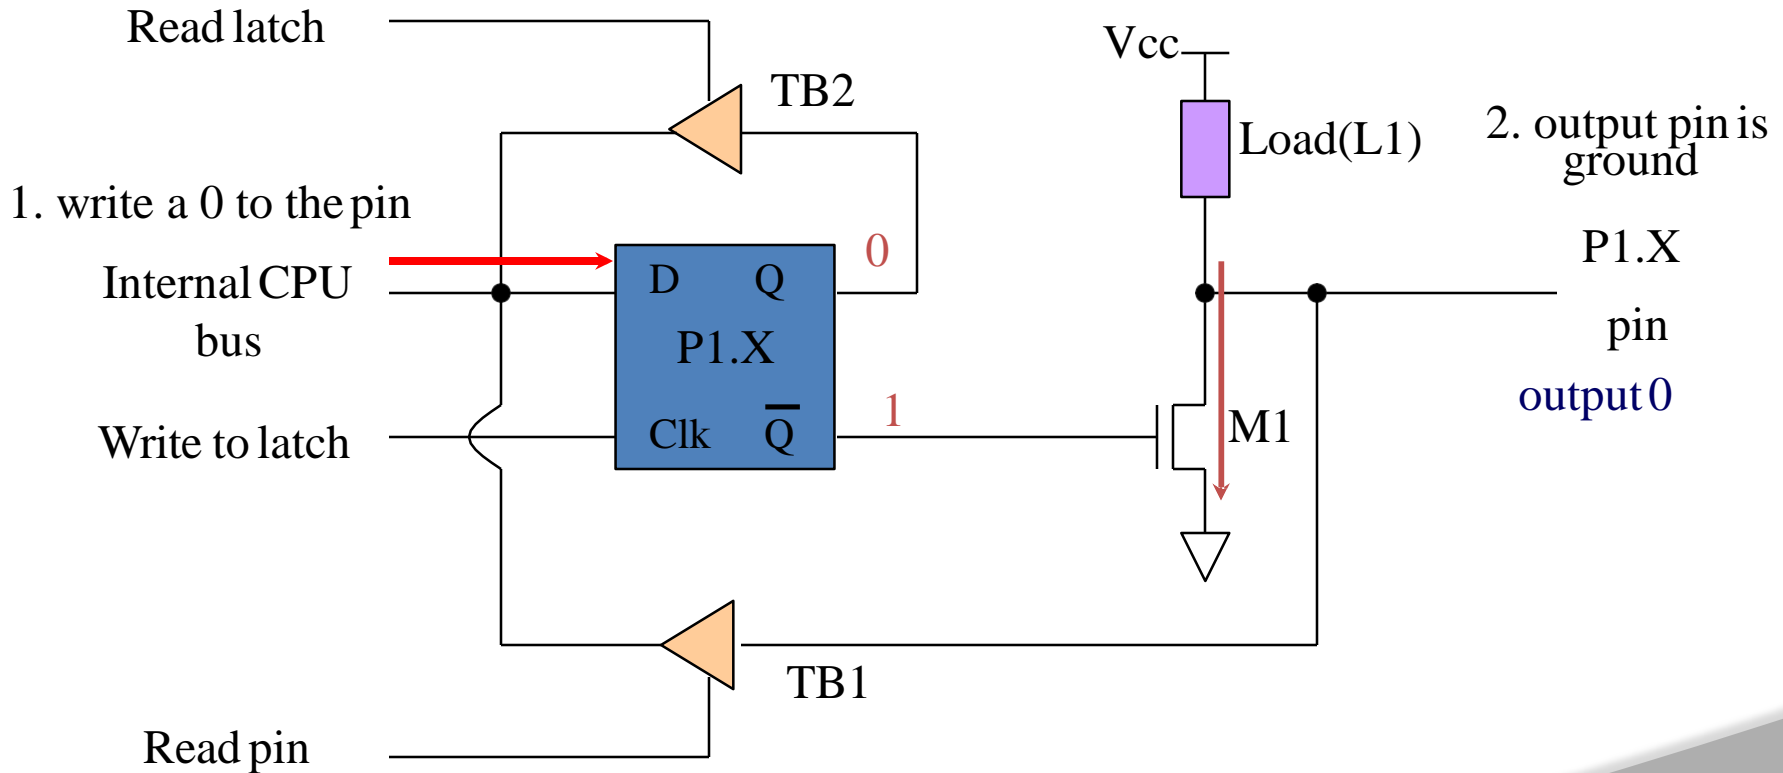 Read latch
Vcc
TB2
Load(L1)
2. output pin is
ground
1. write a 0 to the pin
P1.X
0
D Q
Internal CPU
bus
P1.X
pin
output 0
1
M1
Write to latch
Clk Q̅
TB1
Read pin